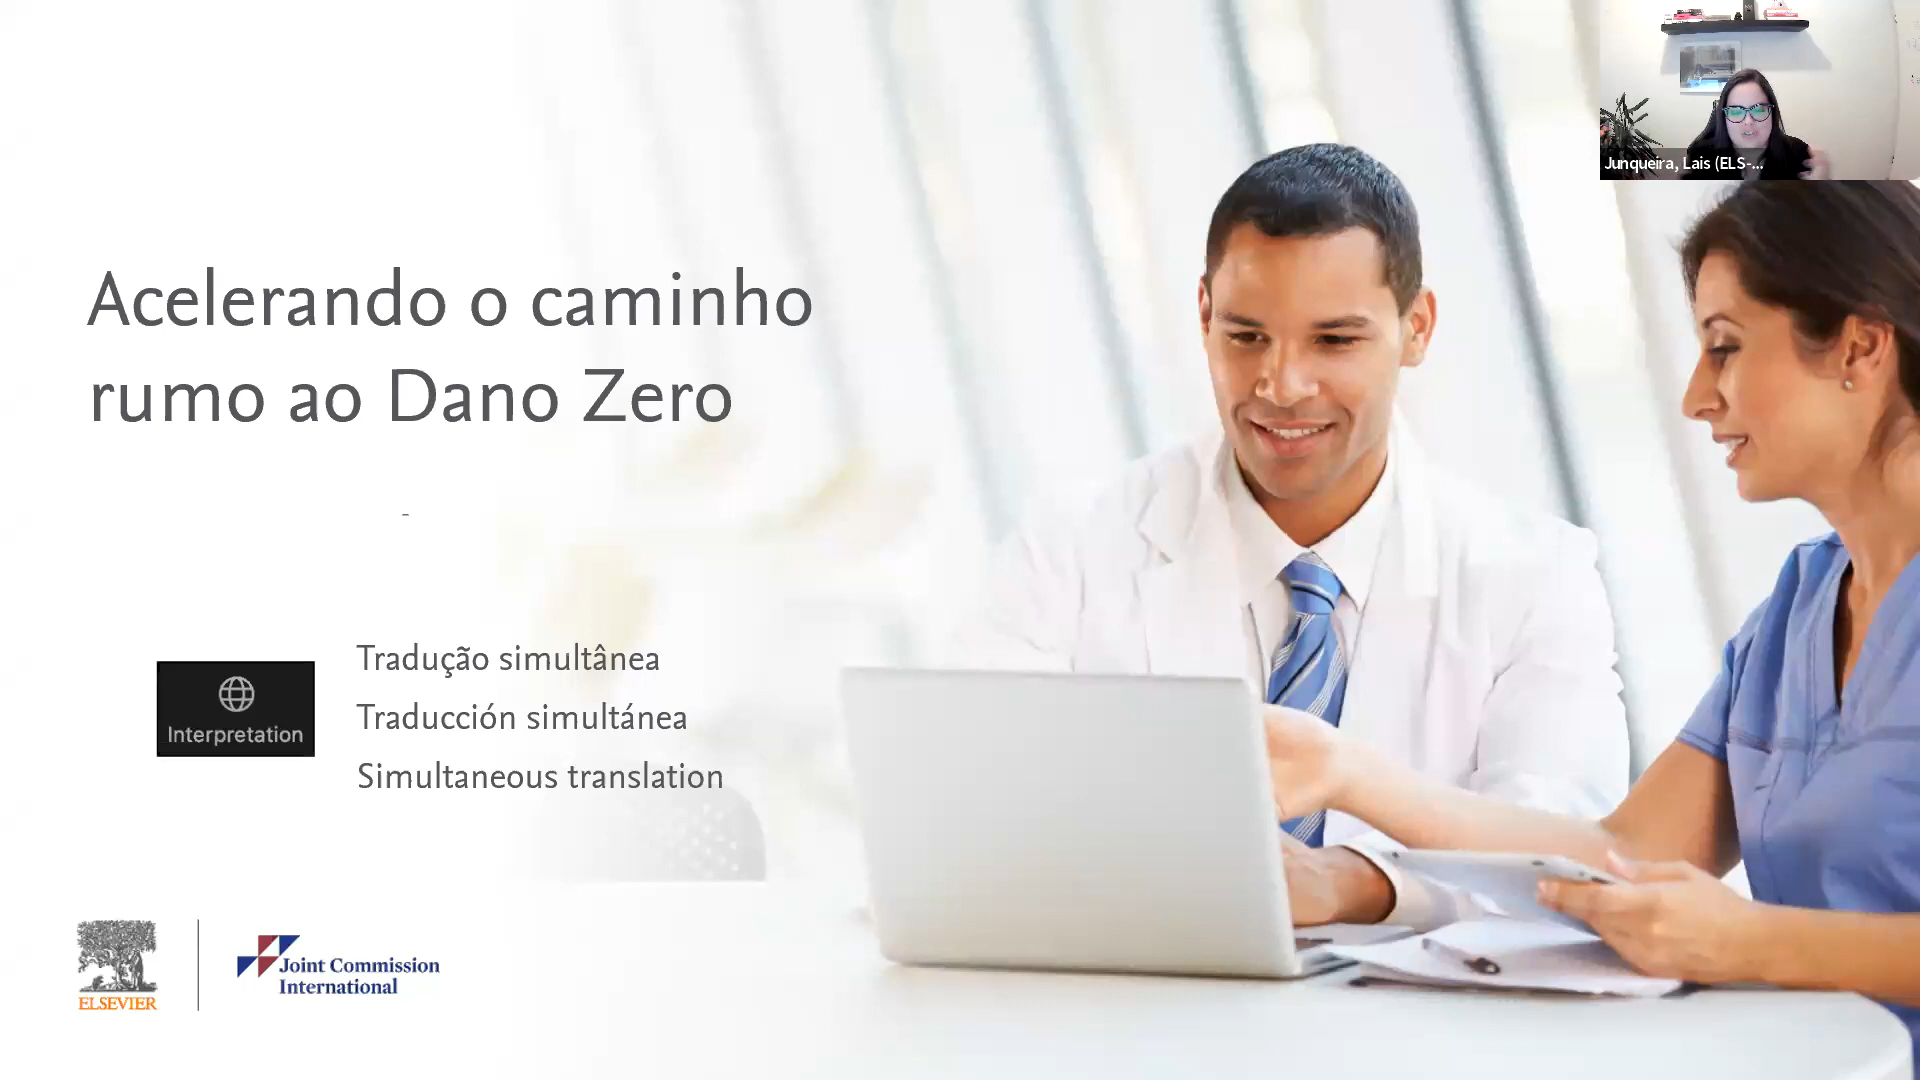 Junqueira, Lais (ELS-...
Acelerando o caminho
rumo ao Dano Zero
-
Interpretation
Tradução simultânea
Traducción simultánea
Simultaneous translation
ELSEVIER
Joint Commission
International